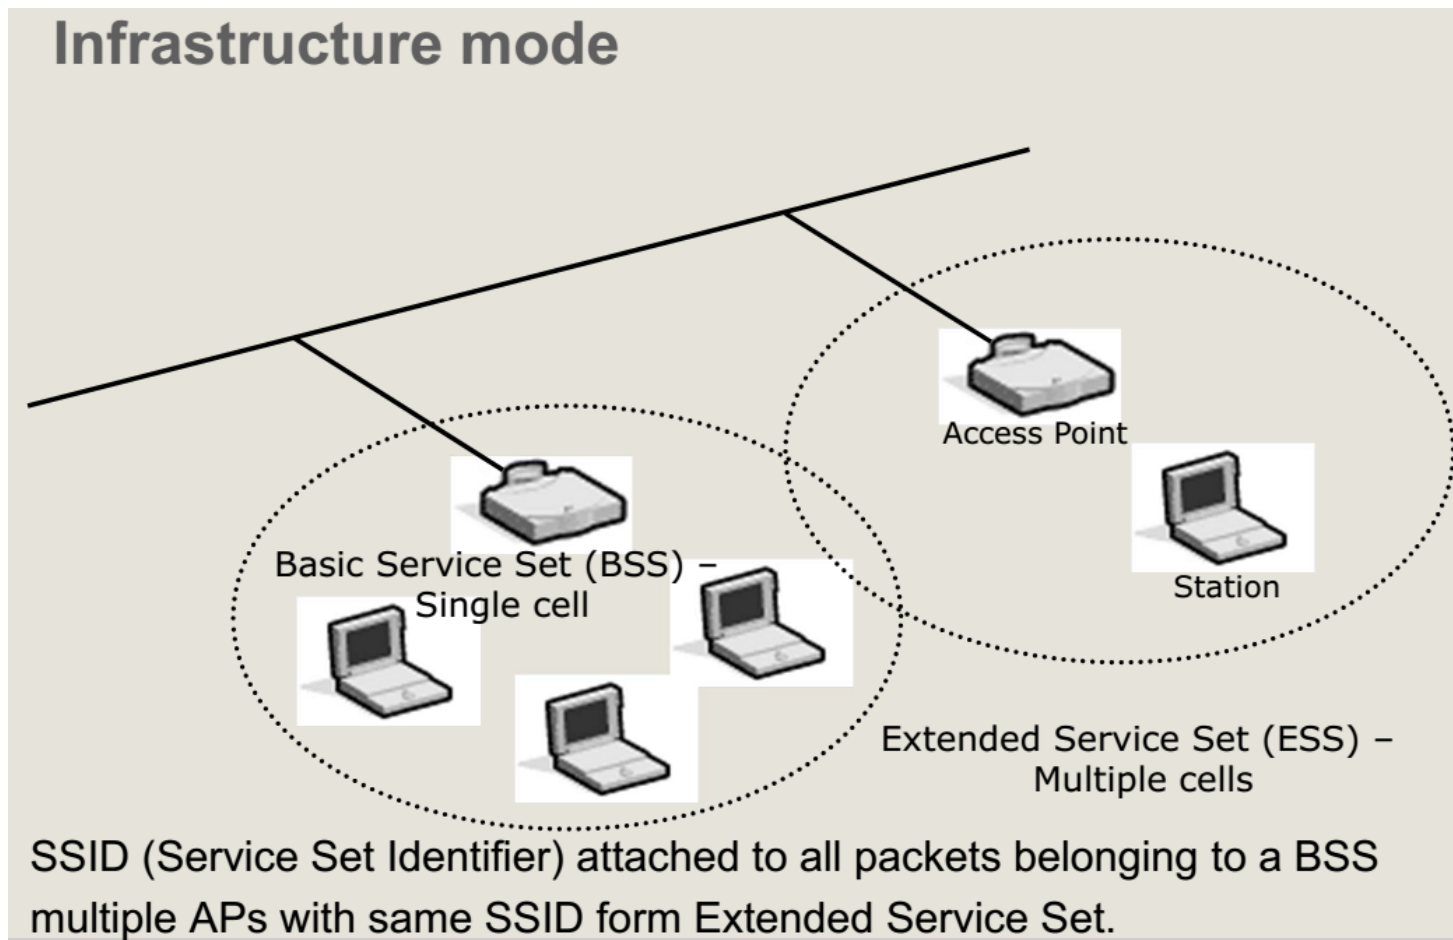 Infrastructure mode
Access Point
Basic Service Set (BSS) –
Single cell
Station
Extended Service Set (ESS) –
Multiple cells
SSID (Service Set Identifier) attached to all packets belonging to a BSS
multiple APs with same SSID form Extended Service Set.